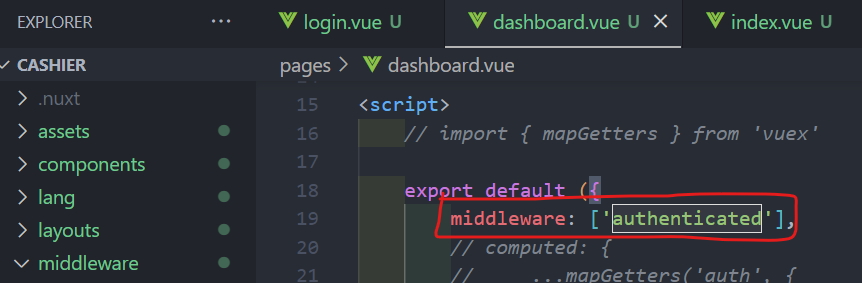 EXPLORER ... login.vue U dashboard.vue U × index.vue U
CASHIER pages > dashboard.vue
.nuxt
assets 15 <script>
components 16 // import { mapGetters } from 'vuex'
lang 17
18 export default ({
layouts 19 middleware: ['authenticated'],
middleware 20 // computed: {
21 // ...mapGetters('auth', {